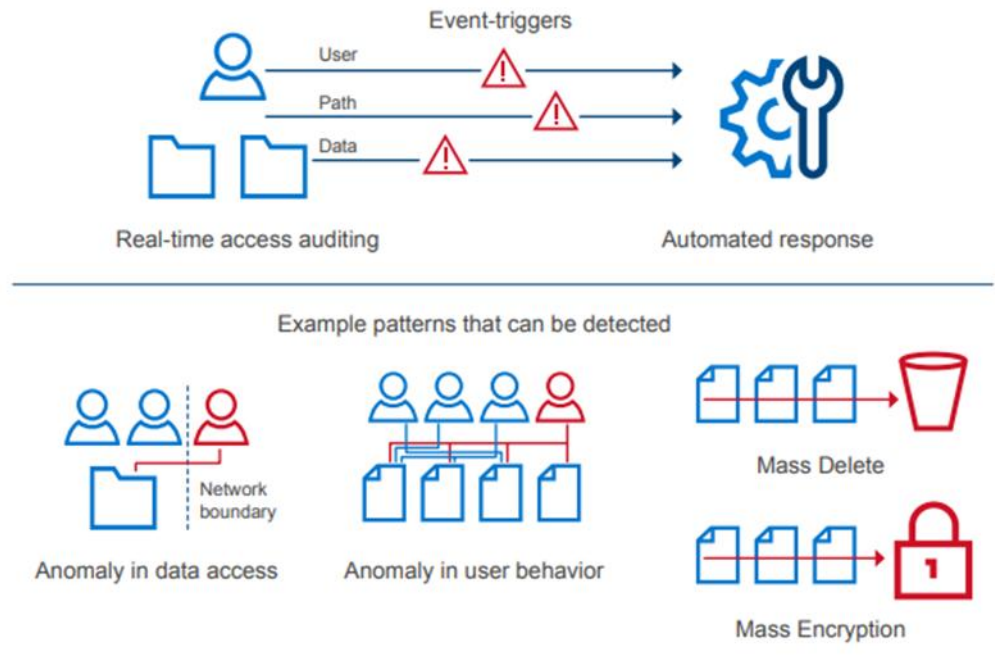 Event-triggers
User
Path
Data
Real-time access auditing
Automated response
Example patterns that can be detected
Network
boundary
Anomaly in data access
Anomaly in user behavior
Mass Delete
1
Mass Encryption